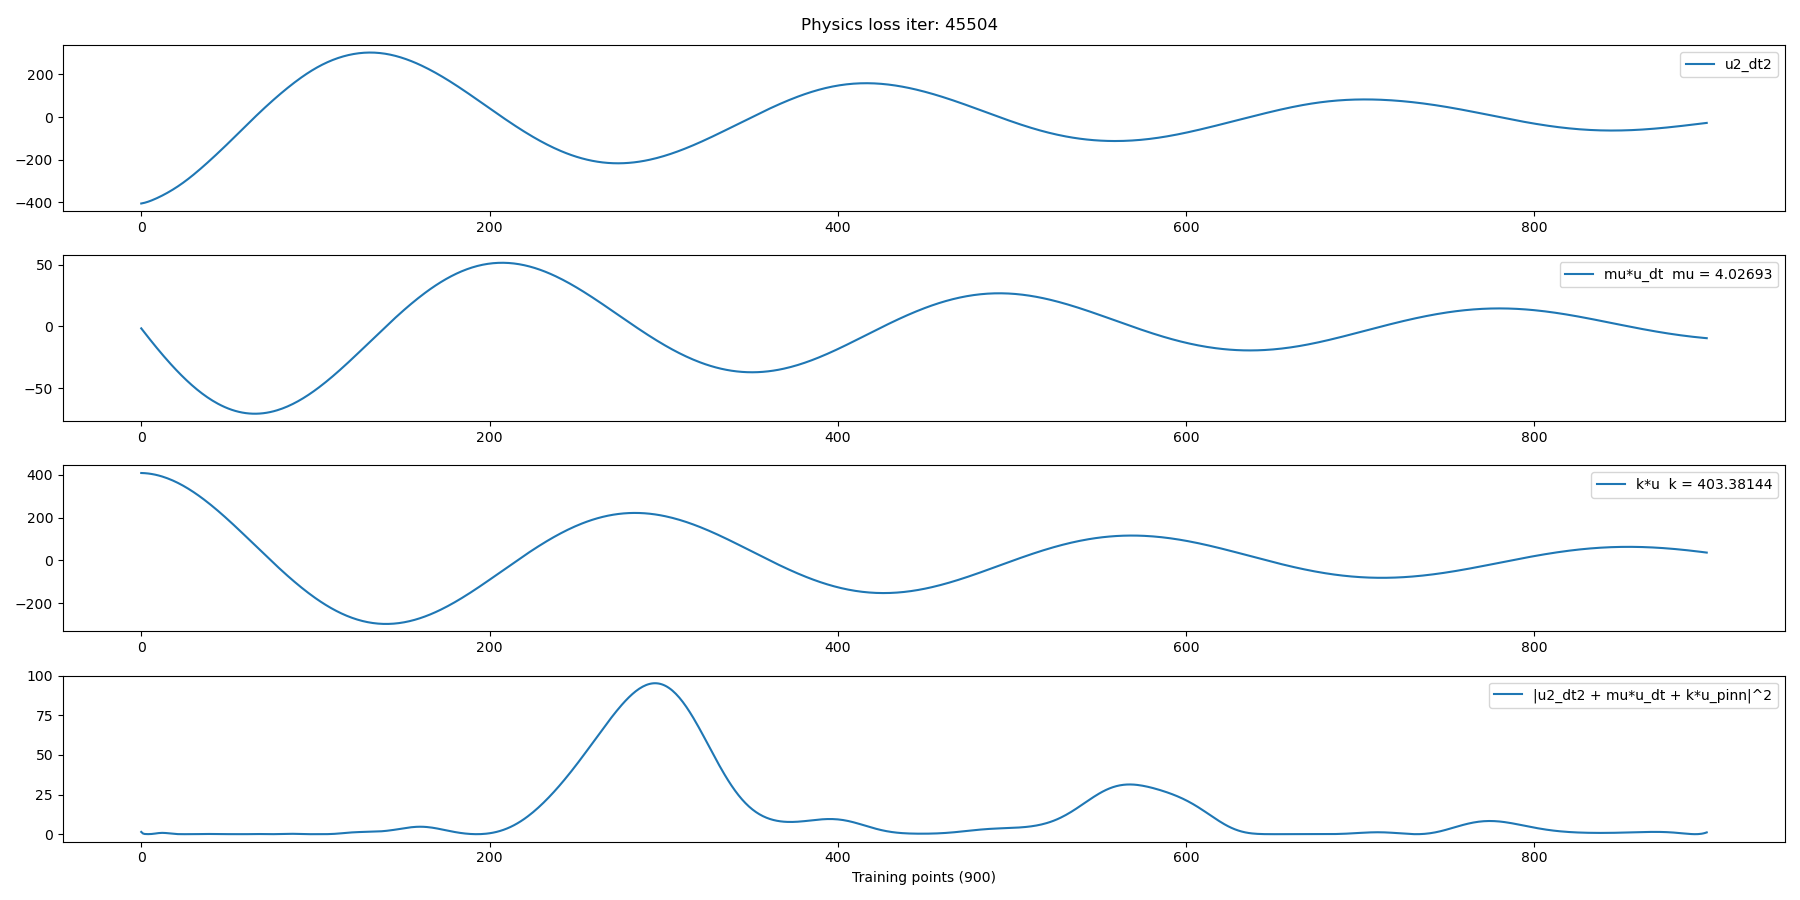 Physics loss iter: 45504
200
0
−200
−400
u2_dt2
0 200 400 600 800
50
0
−50
mu*u_dt mu = 4.02693
0 200 400 600 800
400
200
0
−200
k*u k = 403.38144
0 200 400 600 800
100
75
50
25
0
|u2_dt2 + mu*u_dt + k*u_pinn|^2
0 200 400 600 800
Training points (900)